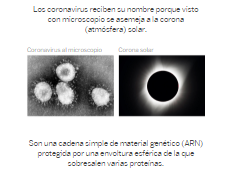 Los coronavirus reciben su nombre porque visto
con microscopio se asemeja a la corona
(atmósfera) solar.
Coronavirus al microscopio
Corona solar
Son una cadena simple de material genético (ARN)
protegida por una envoltura esférica de la que
sobresalen varias proteínas.